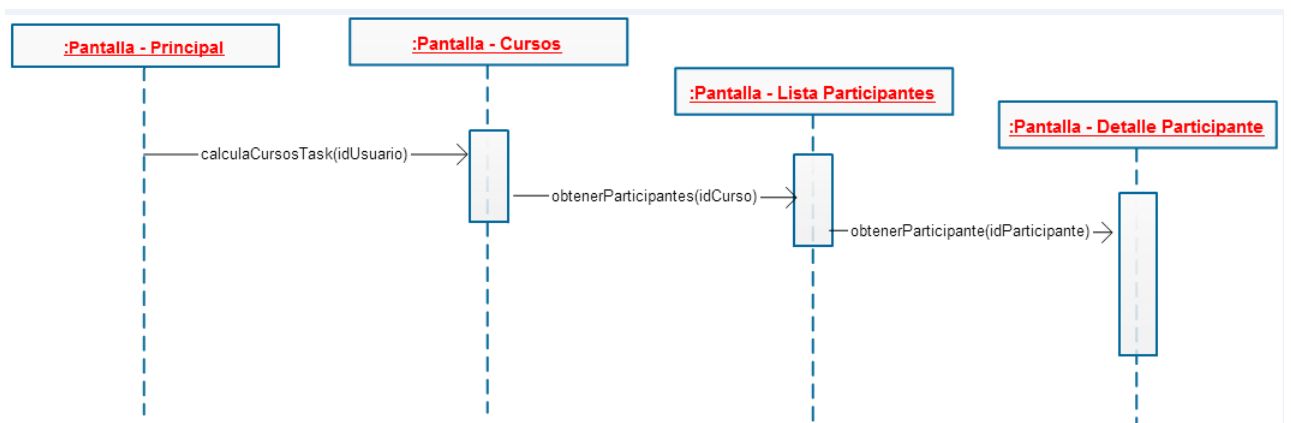 :Pantalla - Principal
:Pantalla - Cursos
:Pantalla - Lista Participantes
:Pantalla - Detalle Participante
calculaCursosTask(idUsuario)
obtenerParticipantes(idCurso)
obtenerParticipante(idParticipante)